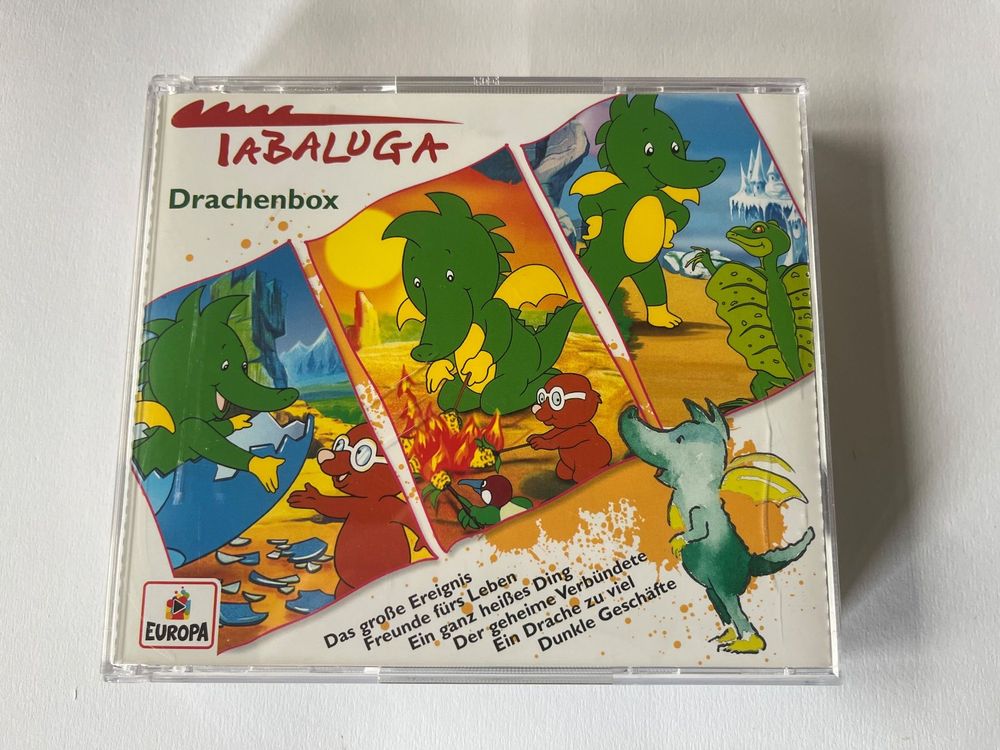 TABALUGA
Drachenbox
Das große Ereignis
Freunde fürs Leben
Ein ganz heißes Ding
Der geheime Verbündete
Ein Drache zu viel
Dunkle Geschäfte
EUROPA